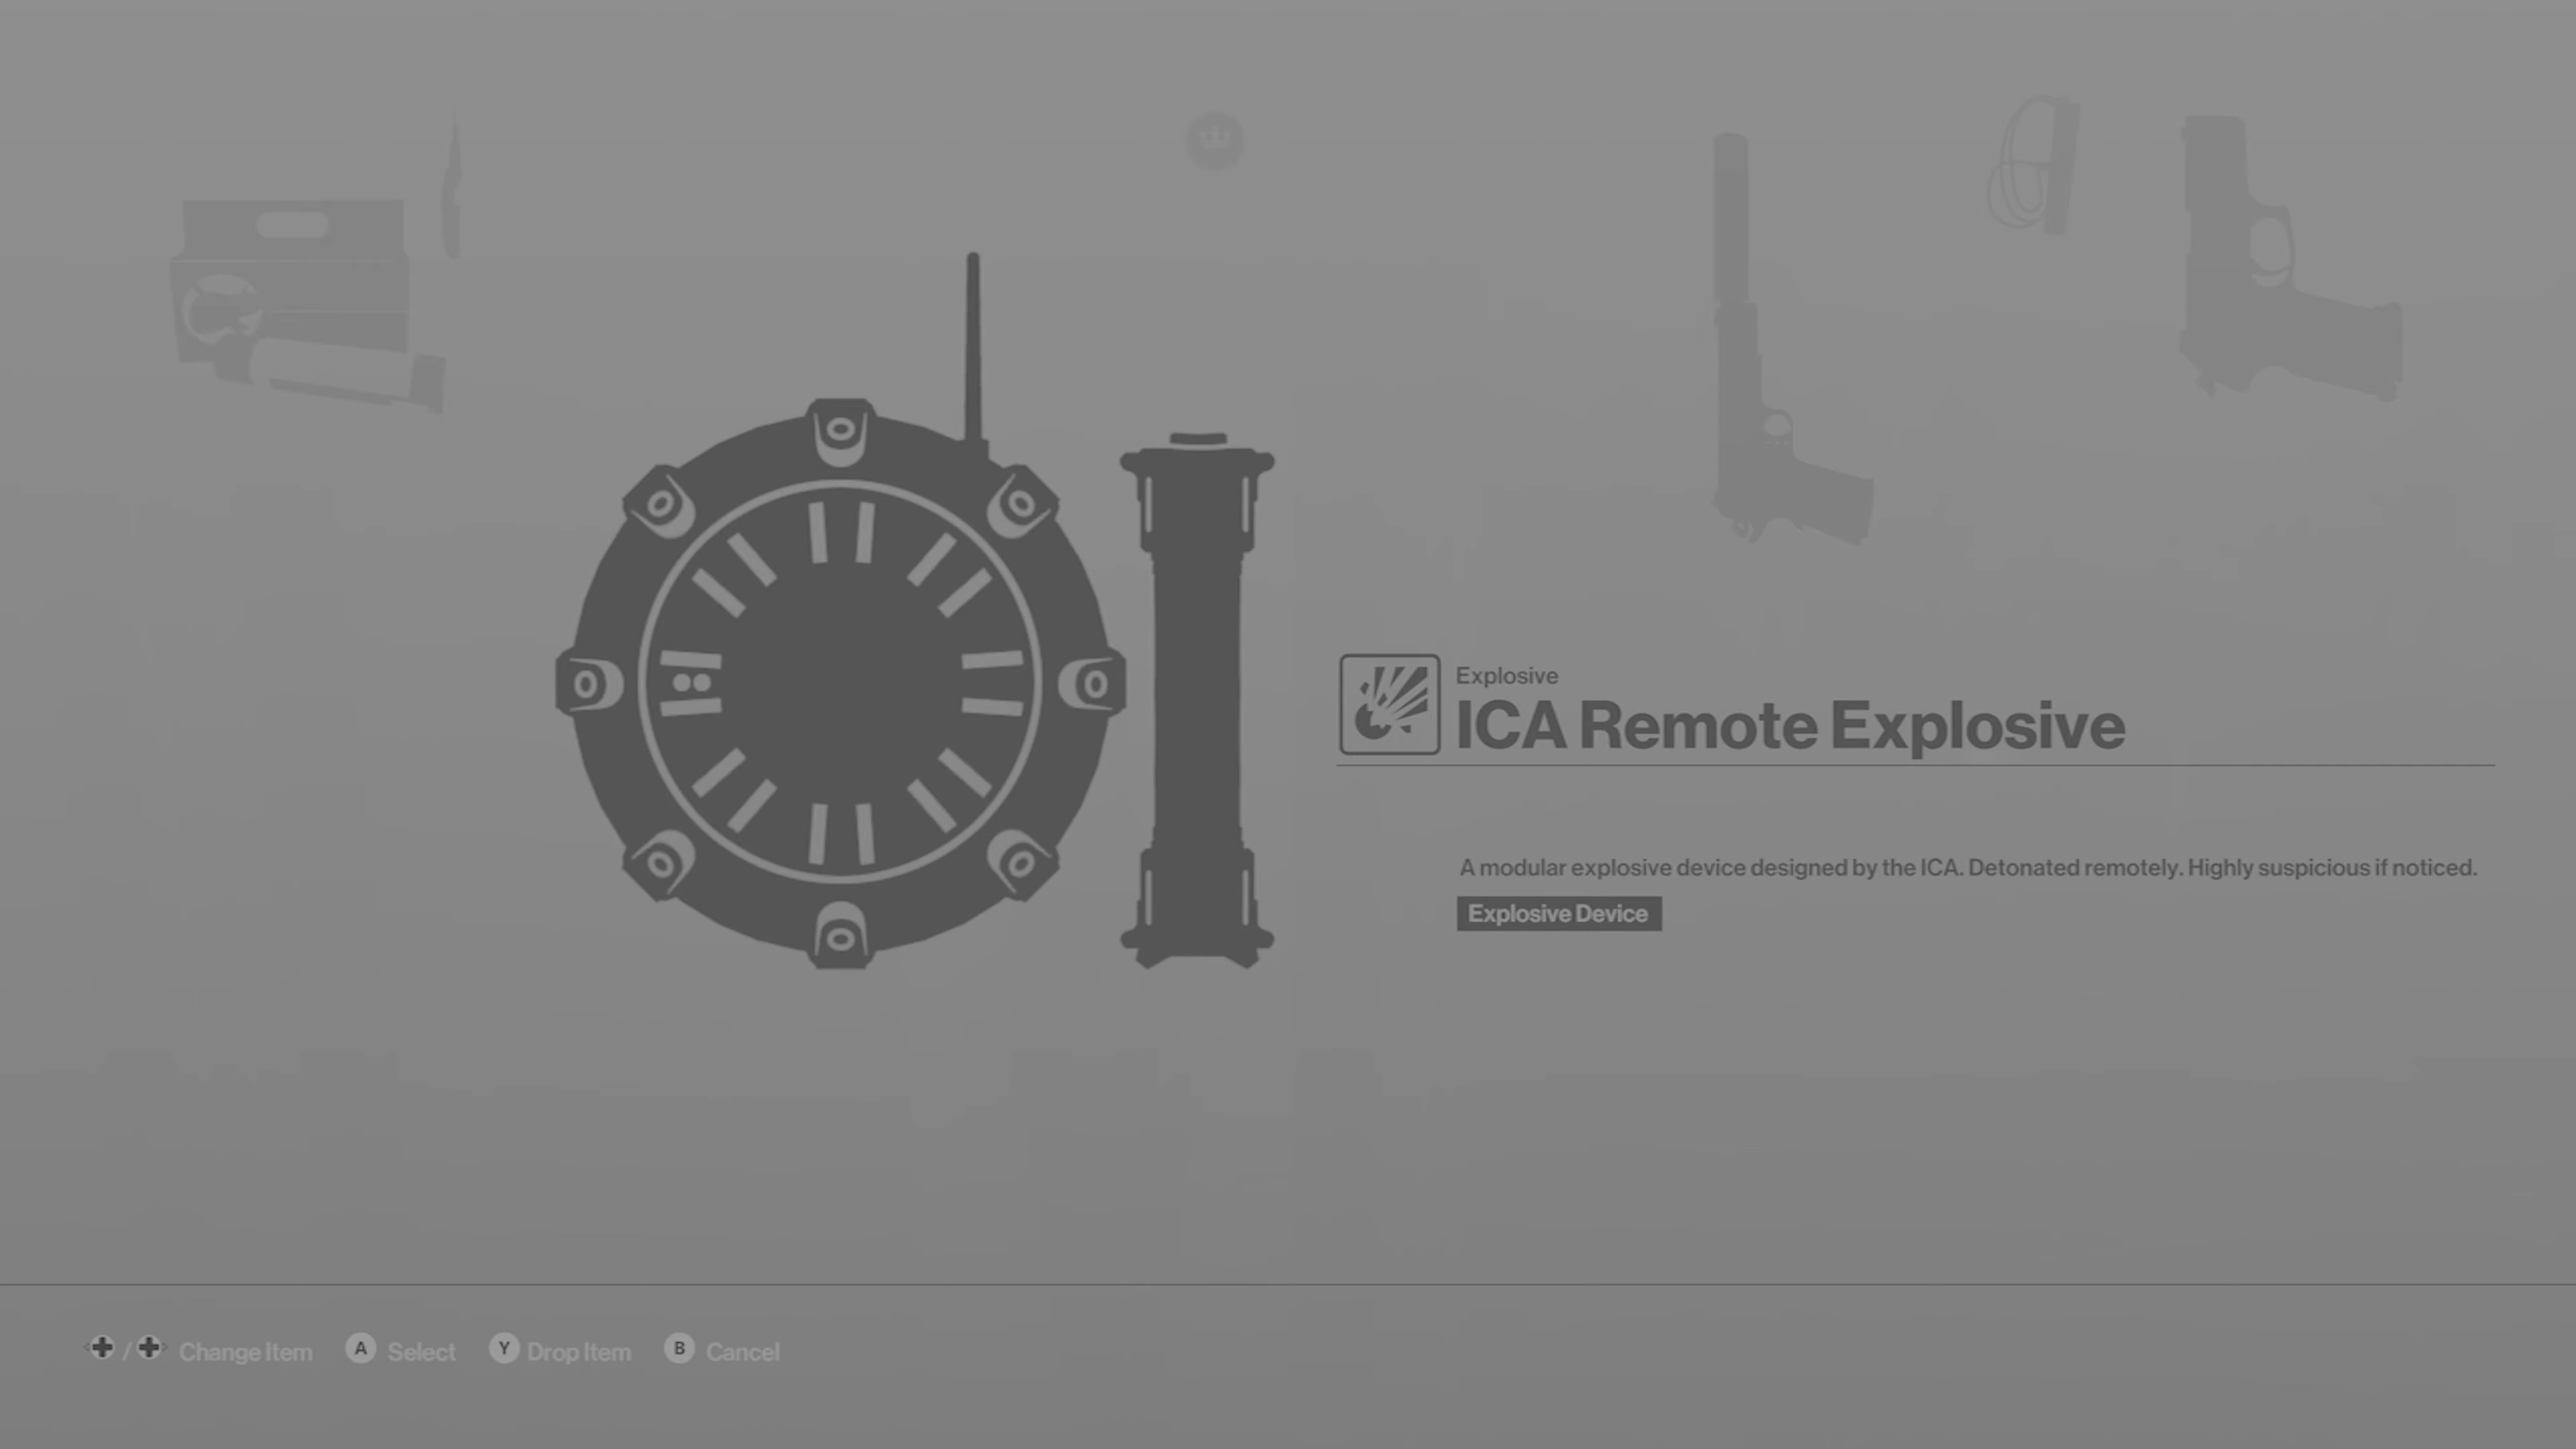 Explosive
ICA Remote Explosive
A modular explosive device designed by the ICA. Detonated remotely. Highly suspicious if noticed.
Explosive Device
/ Change Item A Select Y Drop Item B Cancel